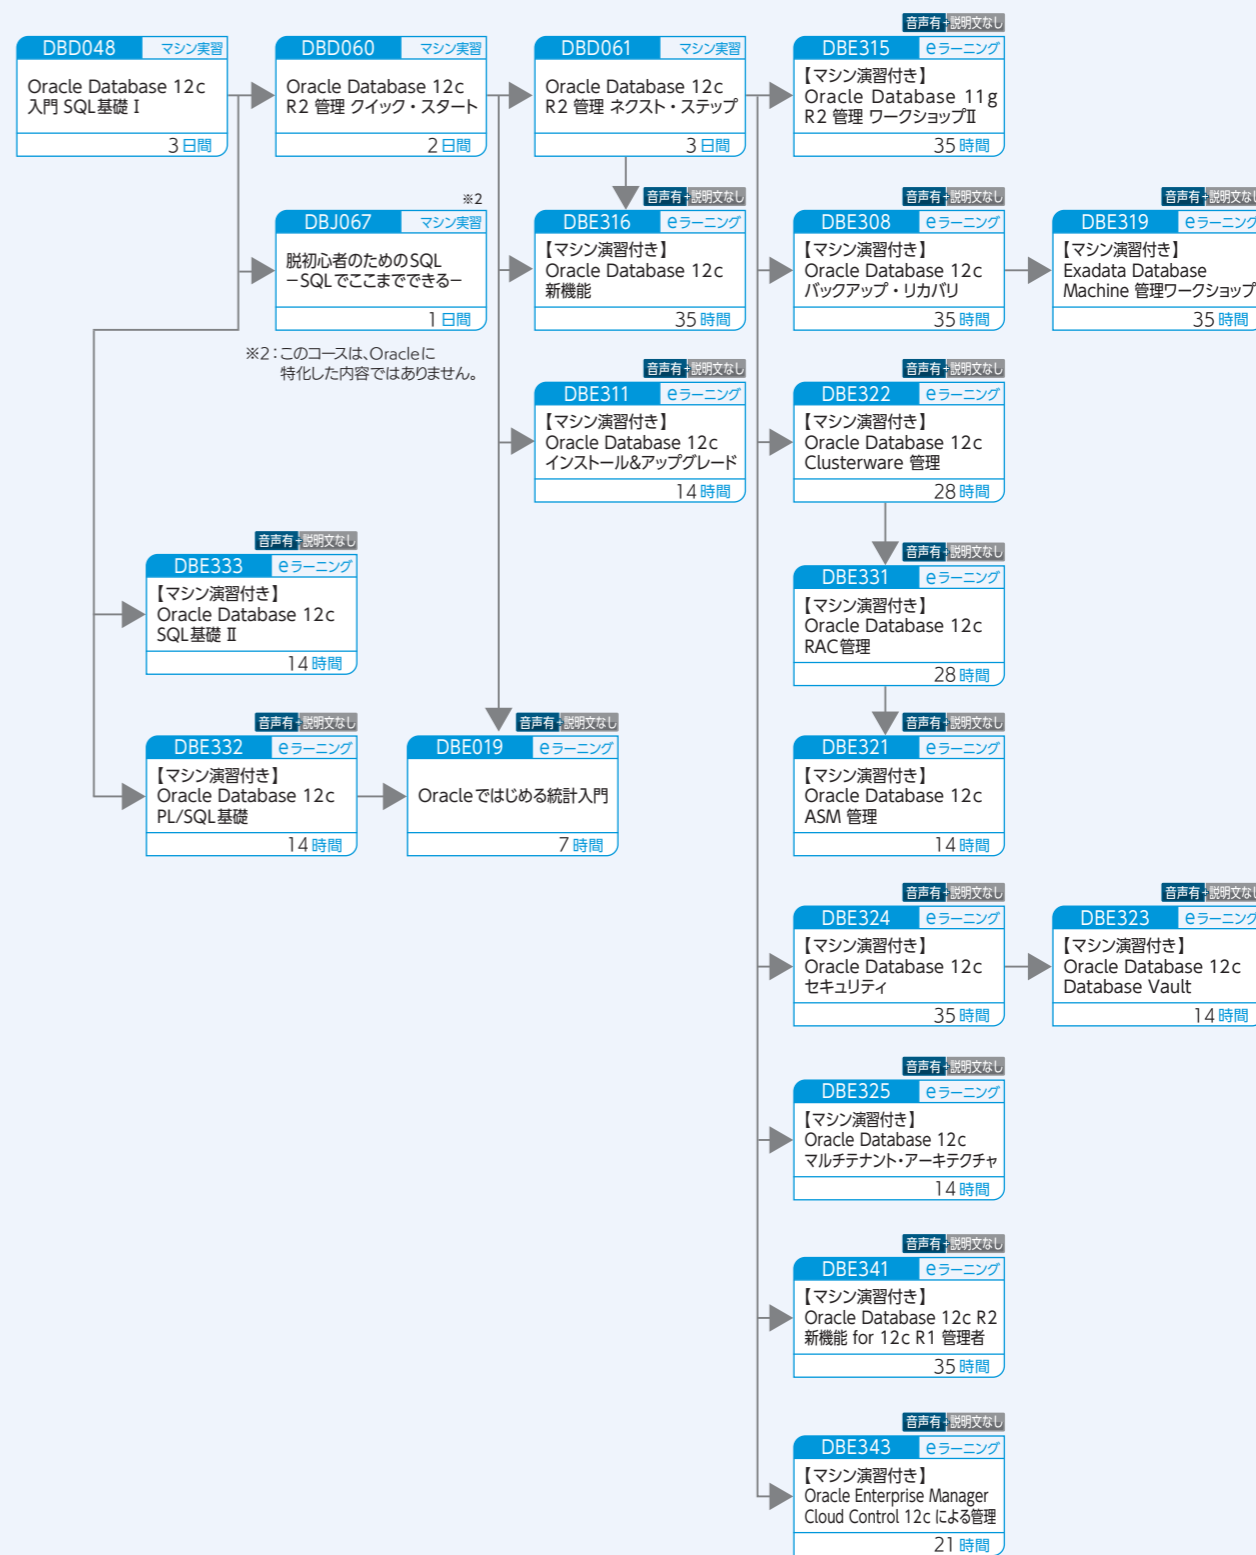 DBD048 マシン実習
Oracle Database 12c
入門 SQL基礎 Ⅰ
3日間
DBD060 マシン実習
Oracle Database 12c
R2 管理 クイック・スタート
2日間
DBD061 マシン実習
Oracle Database 12c
R2 管理 ネクスト・ステップ
3日間
音声有+説明文なし
DBE315 eラーニング
【マシン演習付き】
Oracle Database 11g
R2 管理 ワークショップⅡ
35時間
※2
DBJ067 マシン実習
脱初心者のためのSQL
−SQLでここまでできる−
1日間
※2：このコースは、Oracleに
特化した内容ではありません。
音声有+説明文なし
DBE316 eラーニング
【マシン演習付き】
Oracle Database 12c
新機能
35時間
音声有+説明文なし
DBE308 eラーニング
【マシン演習付き】
Oracle Database 12c
バックアップ・リカバリ
35時間
音声有+説明文なし
DBE319 eラーニング
【マシン演習付き】
Exadata Database
Machine 管理ワークショップ
35時間
音声有+説明文なし
DBE311 eラーニング
【マシン演習付き】
Oracle Database 12c
インストール&アップグレード
14時間
音声有+説明文なし
DBE322 eラーニング
【マシン演習付き】
Oracle Database 12c
Clusterware 管理
28時間
音声有+説明文なし
DBE333 eラーニング
【マシン演習付き】
Oracle Database 12c
SQL基礎 Ⅱ
14時間
音声有+説明文なし
DBE331 eラーニング
【マシン演習付き】
Oracle Database 12c
RAC管理
28時間
音声有+説明文なし
DBE332 eラーニング
【マシン演習付き】
Oracle Database 12c
PL/SQL基礎
14時間
音声有+説明文なし
DBE019 eラーニング
Oracleではじめる統計入門
7時間
音声有+説明文なし
DBE321 eラーニング
【マシン演習付き】
Oracle Database 12c
ASM 管理
14時間
音声有+説明文なし
DBE324 eラーニング
【マシン演習付き】
Oracle Database 12c
セキュリティ
35時間
音声有+説明文なし
DBE323 eラーニング
【マシン演習付き】
Oracle Database 12c
Database Vault
14時間
音声有+説明文なし
DBE325 eラーニング
【マシン演習付き】
Oracle Database 12c
マルチテナント・アーキテクチャ
14時間
音声有+説明文なし
DBE341 eラーニング
【マシン演習付き】
Oracle Database 12c R2
新機能 for 12c R1 管理者
35時間
音声有+説明文なし
DBE343 eラーニング
【マシン演習付き】
Oracle Enterprise Manager
Cloud Control 12c による管理
21時間